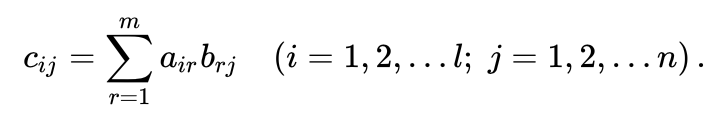 $c_{ij} = \sum_{r=1}^{m} a_{ir} b_{rj} \quad (i = 1, 2, \ldots l; \; j = 1, 2, \ldots n) \, .$